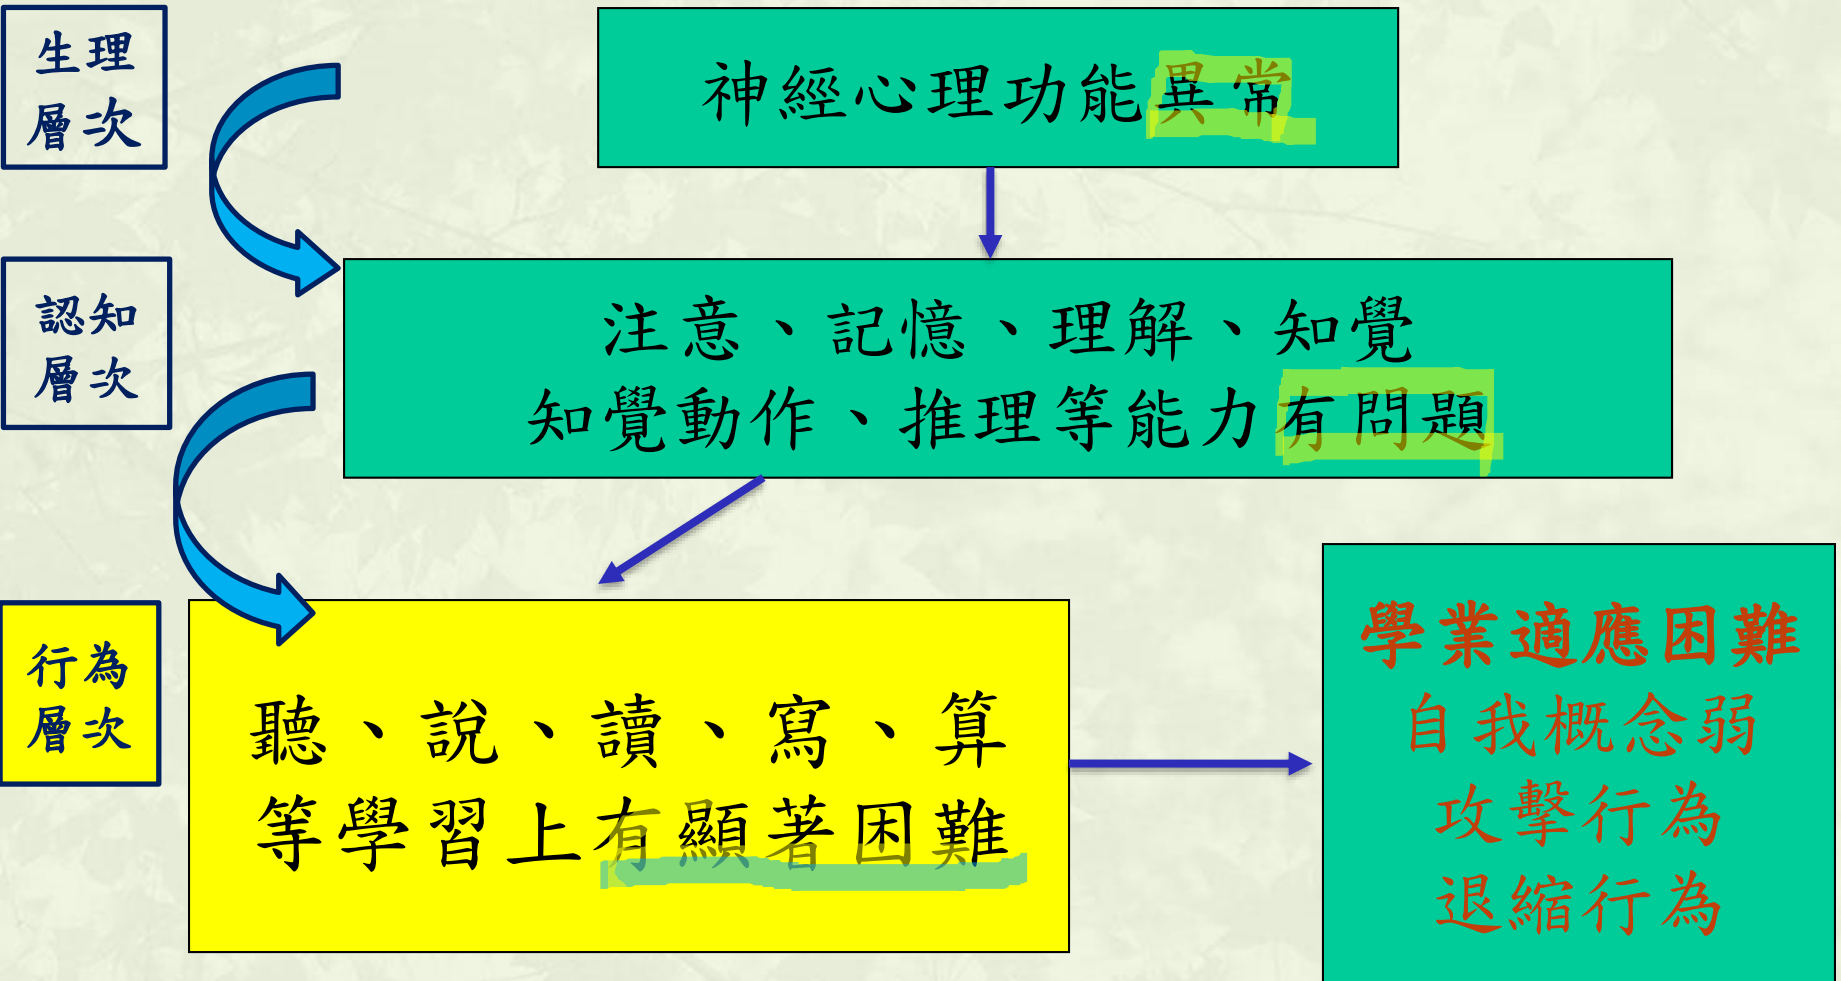 生理
層次
神經心理功能異常
認知
層次
注意、記憶、理解、知覺
知覺動作、推理等能力有問題
行為
層次
聽、說、讀、寫、算
等學習上有顯著困難
學業適應困難
自我概念弱
攻擊行為
退縮行為